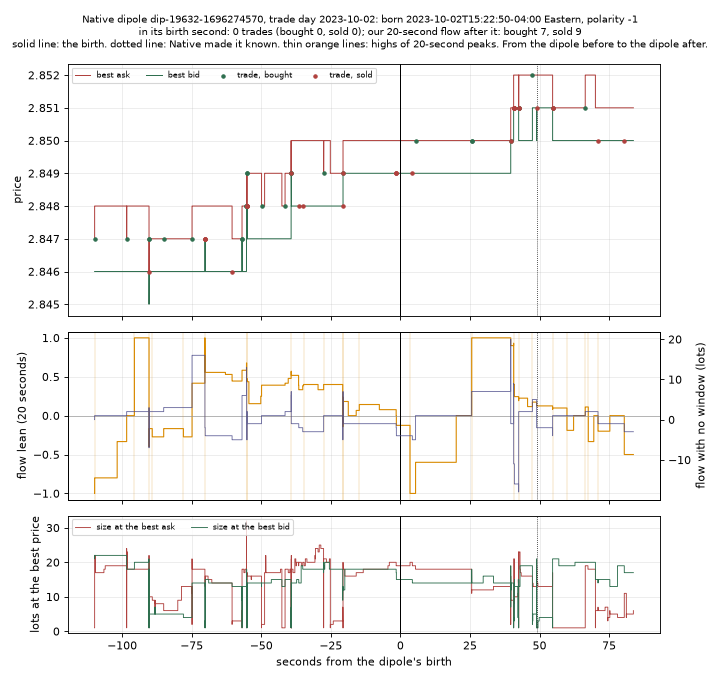 Native dipole dip-19632-1696274570, trade day 2023-10-02: born 2023-10-02T15:22:50-04:00 Eastern, polarity -1
in its birth second: 0 trades (bought 0, sold 0); our 20-second flow after it: bought 7, sold 9
solid line: the birth. dotted line: Native made it known. thin orange lines: highs of 20-second peaks. From the dipole before to the dipole after.
best ask best bid trade, bought trade, sold
2.852
2.851
2.850
2.849
2.848
2.847
2.846
2.845
price
1.0
0.5
0.0
−0.5
−1.0
flow lean (20 seconds)
20
10
0
−10
flow with no window (lots)
size at the best ask size at the best bid
30
20
10
0
lots at the best price
−100 −75 −50 −25 0 25 50 75
seconds from the dipole's birth